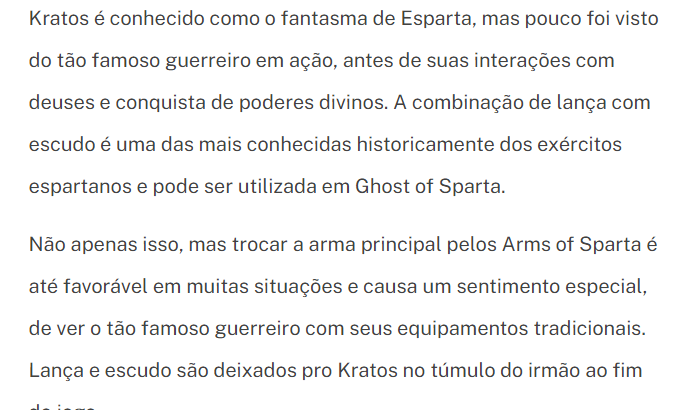 Kratos é conhecido como o fantasma de Esparta, mas pouco foi visto
do tão famoso guerreiro em ação, antes de suas interações com
deuses e conquista de poderes divinos. A combinação de lança com
escudo é uma das mais conhecidas historicamente dos exércitos
espartanos e pode ser utilizada em Ghost of Sparta.
Não apenas isso, mas trocar a arma principal pelos Arms of Sparta é
até favorável em muitas situações e causa um sentimento especial,
de ver o tão famoso guerreiro com seus equipamentos tradicionais.
Lança e escudo são deixados pro Kratos no túmulo do irmão ao fim